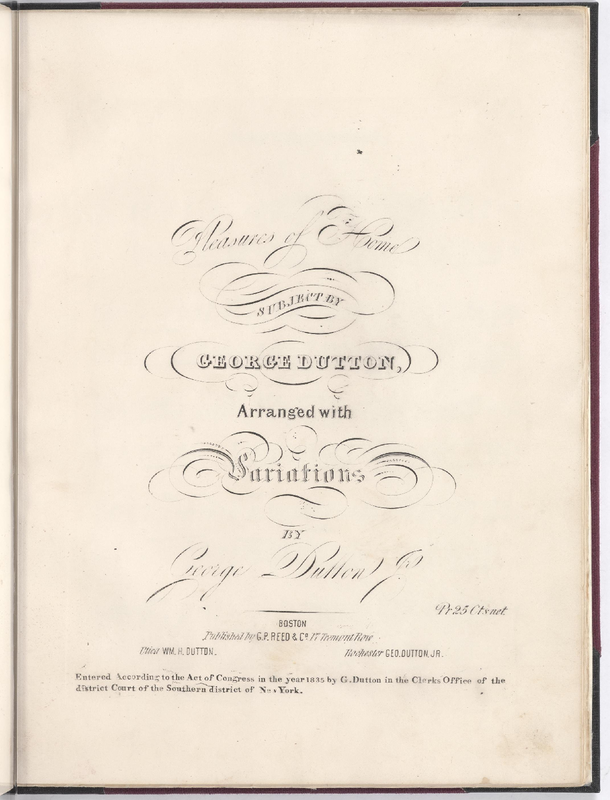 Pleasures of Home
SUBJECT BY
GEORGE DUTTON,
Arranged with
Variations
BY
George Dutton Jr.
Pr 25 Cts net.
BOSTON
Published by G.P. REED & Co. 17 Tremont Row
Utica WM. H. DUTTON. Rochester GEO. DUTTON, JR.
Entered According to the Act of Congress in the year 1835 by G. Dutton in the Clerks Office of the
district Court of the Southern district of New York.